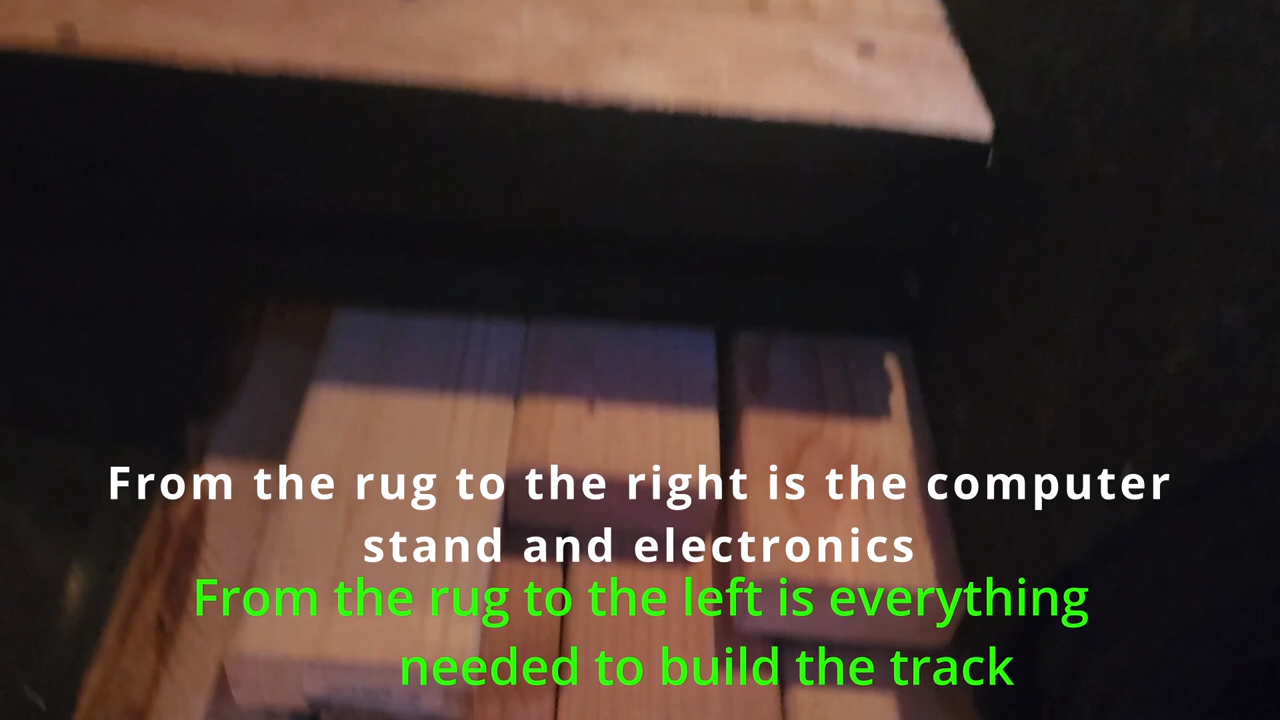 From the rug to the right is the computer
stand and electronics
From the rug to the left is everything
needed to build the track